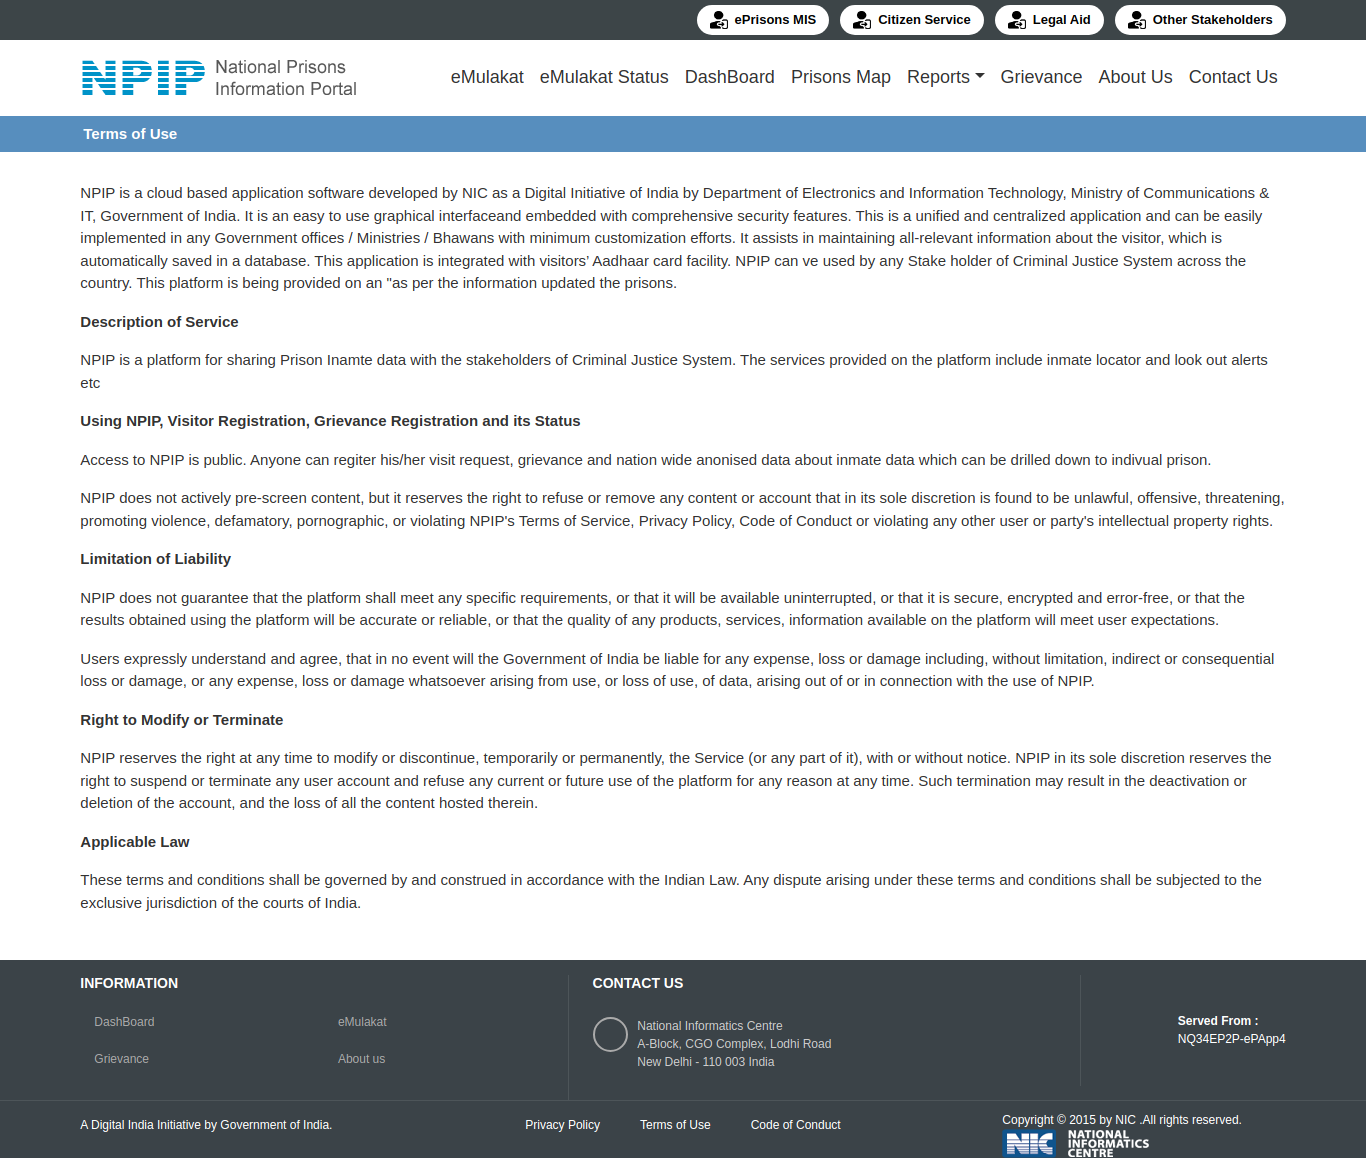 ePrisons MIS Citizen Service Legal Aid Other Stakeholders
NPIP National Prisons
Information Portal
eMulakat eMulakat Status DashBoard Prisons Map Reports Grievance About Us Contact Us
Terms of Use
NPIP is a cloud based application software developed by NIC as a Digital Initiative of India by Department of Electronics and Information Technology, Ministry of Communications &
IT, Government of India. It is an easy to use graphical interfaceand embedded with comprehensive security features. This is a unified and centralized application and can be easily
implemented in any Government offices / Ministries / Bhawans with minimum customization efforts. It assists in maintaining all-relevant information about the visitor, which is
automatically saved in a database. This application is integrated with visitors’ Aadhaar card facility. NPIP can ve used by any Stake holder of Criminal Justice System across the
country. This platform is being provided on an "as per the information updated the prisons.
Description of Service
NPIP is a platform for sharing Prison Inamte data with the stakeholders of Criminal Justice System. The services provided on the platform include inmate locator and look out alerts
etc
Using NPIP, Visitor Registration, Grievance Registration and its Status
Access to NPIP is public. Anyone can regiter his/her visit request, grievance and nation wide anonised data about inmate data which can be drilled down to indivual prison.
NPIP does not actively pre-screen content, but it reserves the right to refuse or remove any content or account that in its sole discretion is found to be unlawful, offensive, threatening,
promoting violence, defamatory, pornographic, or violating NPIP's Terms of Service, Privacy Policy, Code of Conduct or violating any other user or party's intellectual property rights.
Limitation of Liability
NPIP does not guarantee that the platform shall meet any specific requirements, or that it will be available uninterrupted, or that it is secure, encrypted and error-free, or that the
results obtained using the platform will be accurate or reliable, or that the quality of any products, services, information available on the platform will meet user expectations.
Users expressly understand and agree, that in no event will the Government of India be liable for any expense, loss or damage including, without limitation, indirect or consequential
loss or damage, or any expense, loss or damage whatsoever arising from use, or loss of use, of data, arising out of or in connection with the use of NPIP.
Right to Modify or Terminate
NPIP reserves the right at any time to modify or discontinue, temporarily or permanently, the Service (or any part of it), with or without notice. NPIP in its sole discretion reserves the
right to suspend or terminate any user account and refuse any current or future use of the platform for any reason at any time. Such termination may result in the deactivation or
deletion of the account, and the loss of all the content hosted therein.
Applicable Law
These terms and conditions shall be governed by and construed in accordance with the Indian Law. Any dispute arising under these terms and conditions shall be subjected to the
exclusive jurisdiction of the courts of India.
INFORMATION
DashBoard eMulakat
Grievance About us
CONTACT US
National Informatics Centre
A-Block, CGO Complex, Lodhi Road
New Delhi - 110 003 India
Served From :
NQ34EP2P-ePApp4
A Digital India Initiative by Government of India.
Privacy Policy Terms of Use Code of Conduct
Copyright © 2015 by NIC .All rights reserved.
NIC NATIONAL
INFORMATICS
CENTRE